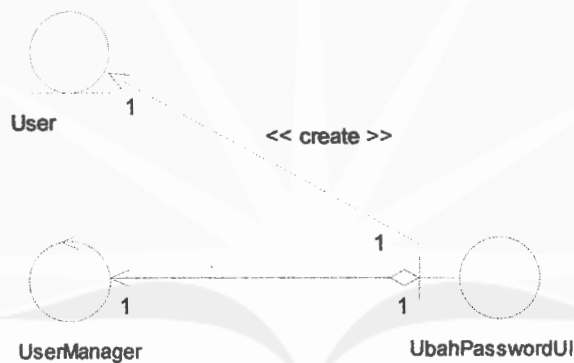 1
User
<< create >>
1
1
1
UserManager
UbahPasswordUI